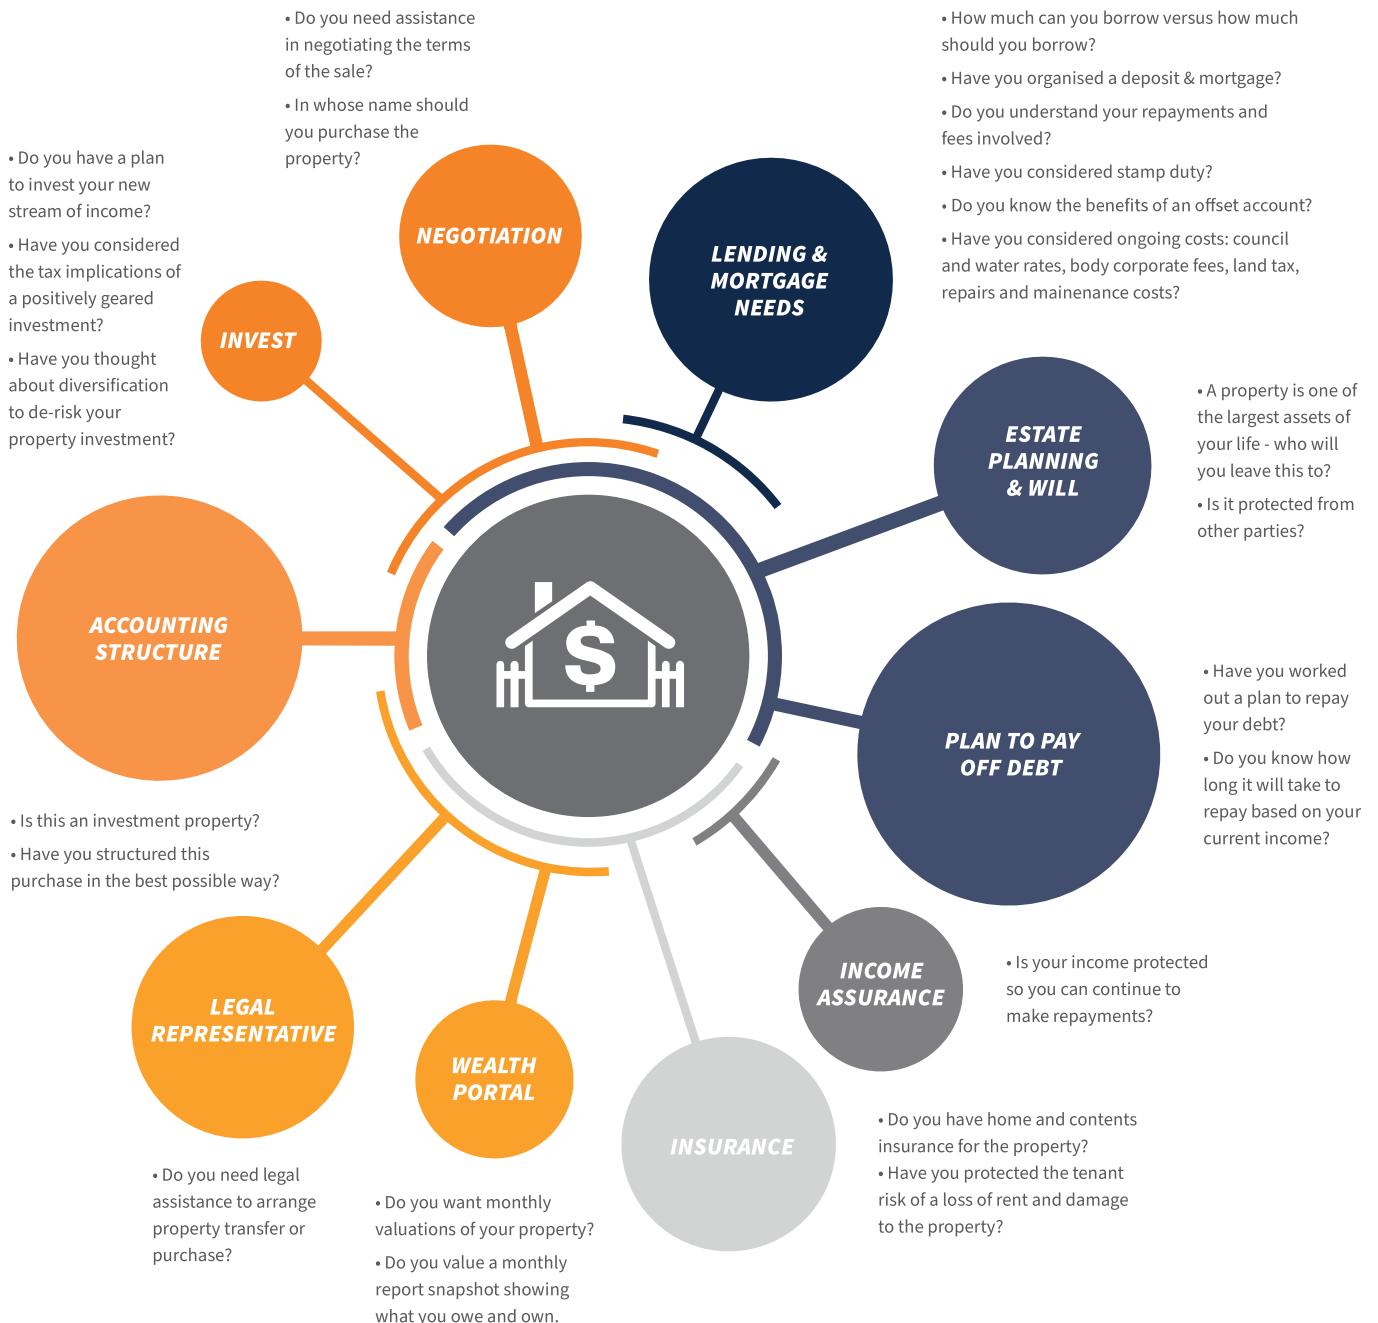 • Do you need assistance
in negotiating the terms
of the sale?
• In whose name should
you purchase the
property?
NEGOTIATION
• How much can you borrow versus how much
should you borrow?
• Have you organised a deposit & mortgage?
• Do you understand your repayments and
fees involved?
• Have you considered stamp duty?
• Do you know the benefits of an offset account?
• Have you considered ongoing costs: council
and water rates, body corporate fees, land tax,
repairs and mainenance costs?
LENDING &
MORTGAGE
NEEDS
• Do you have a plan
to invest your new
stream of income?
• Have you considered
the tax implications of
a positively geared
investment?
• Have you thought
about diversification
to de-risk your
property investment?
INVEST
ESTATE
PLANNING
& WILL
• A property is one of
the largest assets of
your life - who will
you leave this to?
• Is it protected from
other parties?
ACCOUNTING
STRUCTURE
• Is this an investment property?
• Have you structured this
purchase in the best possible way?
$
PLAN TO PAY
OFF DEBT
• Have you worked
out a plan to repay
your debt?
• Do you know how
long it will take to
repay based on your
current income?
INCOME
ASSURANCE
• Is your income protected
so you can continue to
make repayments?
LEGAL
REPRESENTATIVE
• Do you need legal
assistance to arrange
property transfer or
purchase?
WEALTH
PORTAL
• Do you want monthly
valuations of your property?
• Do you value a monthly
report snapshot showing
what you owe and own.
INSURANCE
• Do you have home and contents
insurance for the property?
• Have you protected the tenant
risk of a loss of rent and damage
to the property?